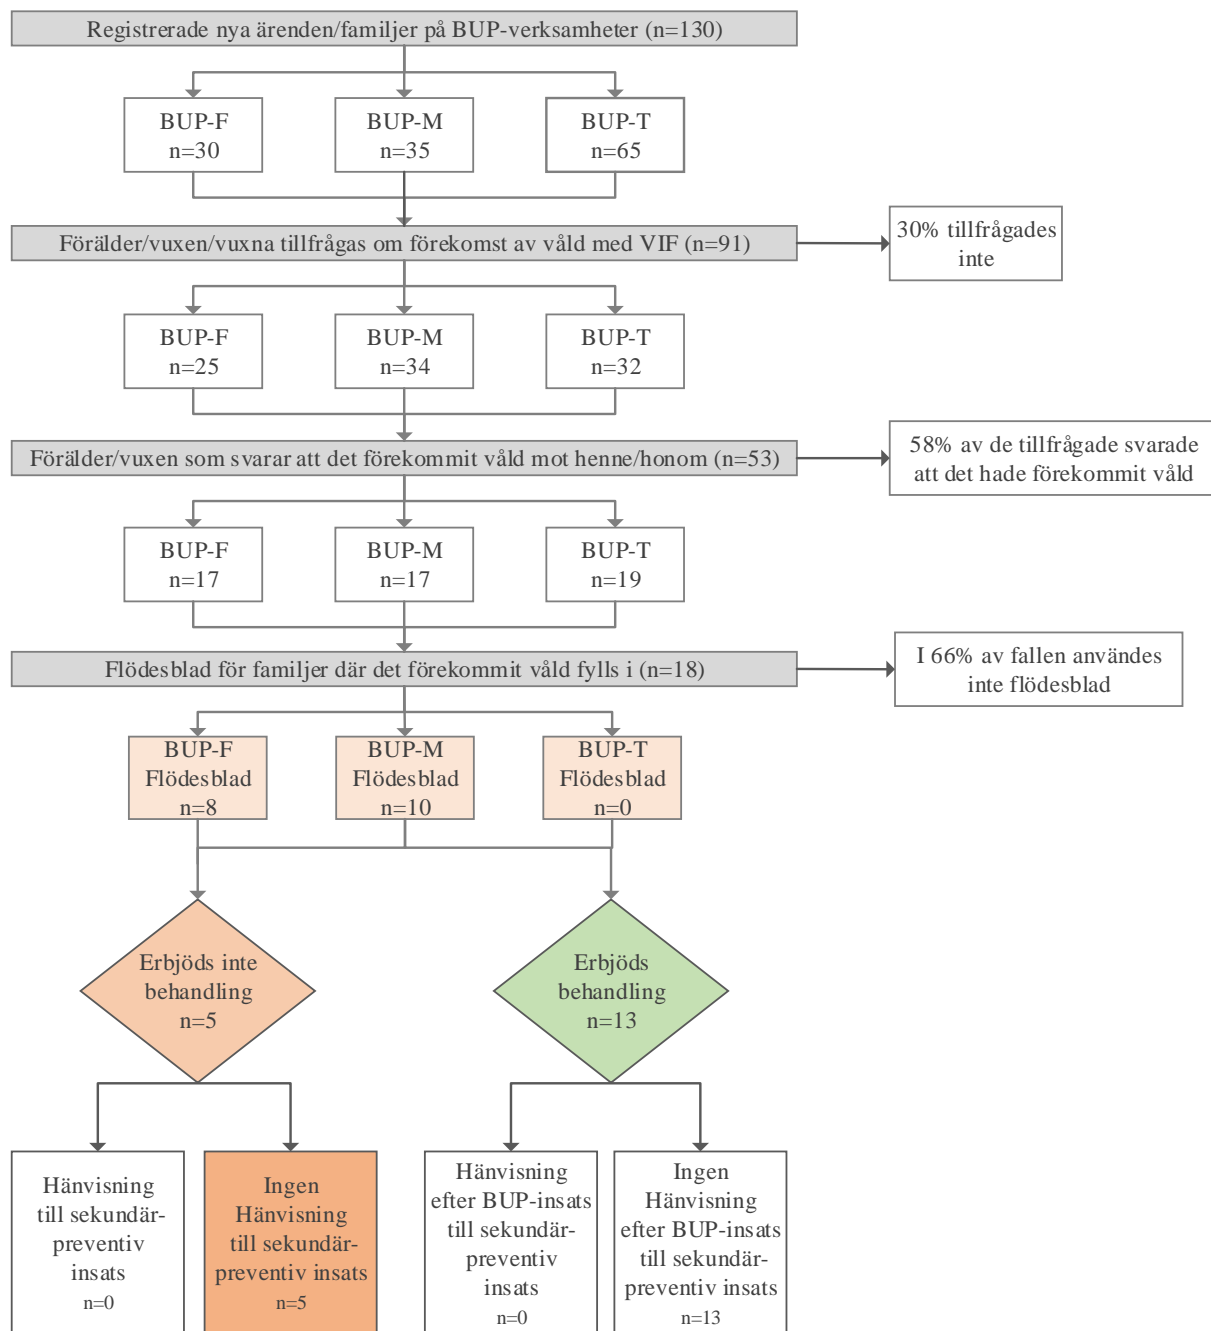 Registrerade nya ärenden/familjer på BUP-verksamheter (n=130)
BUP-F
n=30
BUP-M
n=35
BUP-T
n=65
Förälder/vuxen/vuxna tillfrågas om förekomst av våld med VIF (n=91)
30% tillfrågades
inte
BUP-F
n=25
BUP-M
n=34
BUP-T
n=32
Förälder/vuxen som svarar att det förekommit våld mot henne/honom (n=53)
58% av de tillfrågade svarade
att det hade förekommit våld
BUP-F
n=17
BUP-M
n=17
BUP-T
n=19
Flödesblad för familjer där det förekommit våld fylls i (n=18)
I 66% av fallen användes
inte flödesblad
BUP-F
Flödesblad
n=8
BUP-M
Flödesblad
n=10
BUP-T
Flödesblad
n=0
Erbjöds inte
behandling
n=5
Erbjöds
behandling
n=13
Hänvisning
till sekundär-
preventiv
insats
n=0
Ingen
Hänvisning
till sekundär-
preventiv insats
n=5
Hänvisning
efter BUP-insats
till sekundär-
preventiv
insats
n=0
Ingen
Hänvisning
efter BUP-insats
till sekundär-
preventiv insats
n=13